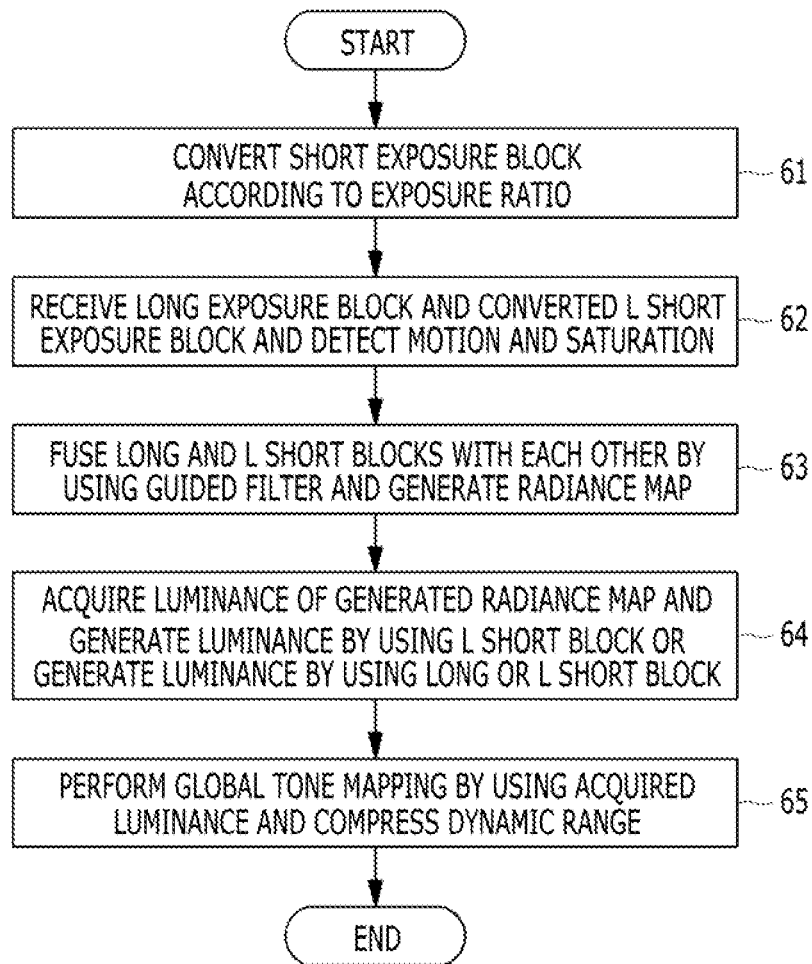 START
CONVERT SHORT EXPOSURE BLOCK
ACCORDING TO EXPOSURE RATIO
61
RECEIVE LONG EXPOSURE BLOCK AND CONVERTED L SHORT
EXPOSURE BLOCK AND DETECT MOTION AND SATURATION
62
FUSE LONG AND L SHORT BLOCKS WITH EACH OTHER BY
USING GUIDED FILTER AND GENERATE RADIANCE MAP
63
ACQUIRE LUMINANCE OF GENERATED RADIANCE MAP AND
GENERATE LUMINANCE BY USING L SHORT BLOCK OR
GENERATE LUMINANCE BY USING LONG OR L SHORT BLOCK
64
PERFORM GLOBAL TONE MAPPING BY USING ACQUIRED
LUMINANCE AND COMPRESS DYNAMIC RANGE
65
END